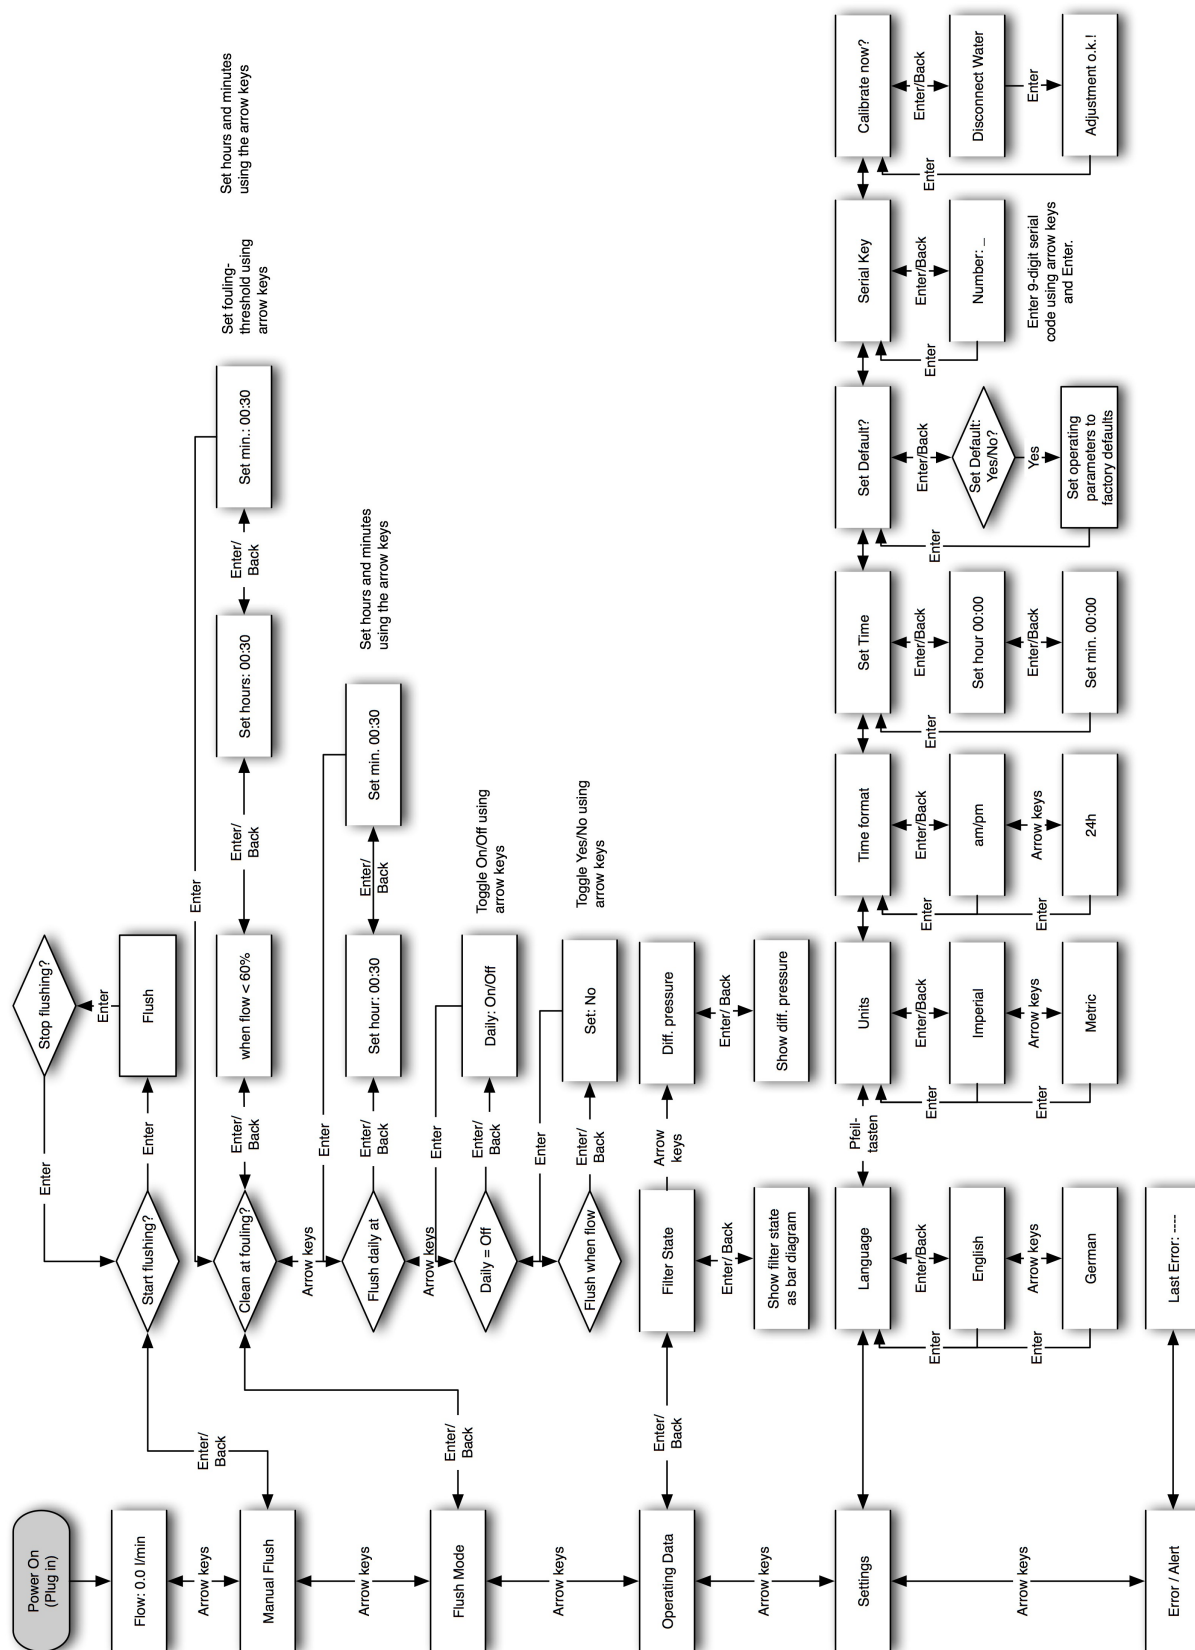 Power On
(Plug in)
Flow: 0.0 l/min
Arrow keys
Manual Flush
Arrow keys
Flush Mode
Arrow keys
Operating Data
Arrow keys
Settings
Arrow keys
Error / Alert
Enter/
Back
Start flushing?
Enter
Flush
Enter
Stop flushing?
Enter
Enter/
Back
Clean at fouling?
Enter/
Back
when flow < 60%
Enter/
Back
Set hours: 00:30
Enter/
Back
Set min.: 00:30
Enter
Set fouling-
threshold using
arrow keys
Set hours and minutes
using the arrow keys
Arrow keys
Flush daily at
Enter/
Back
Set hour: 00:30
Enter/
Back
Set min. 00:30
Enter
Set hours and minutes
using the arrow keys
Arrow keys
Daily = Off
Enter/
Back
Daily: On/Off
Enter
Toggle On/Off using
arrow keys
Flush when flow
Enter/
Back
Set: No
Enter
Toggle Yes/No using
arrow keys
Enter/
Back
Filter State
Arrow
keys
Diff. pressure
Enter/ Back
Enter/ Back
Show filter state
as bar diagram
Show diff. pressure
Language
Enter/Back
English
Arrow keys
German
Enter
Enter
Pfeil-
tasten
Units
Enter/Back
Imperial
Arrow keys
Metric
Enter
Enter
Time format
Enter/Back
am/pm
Arrow keys
24h
Enter
Enter
Set Time
Enter/Back
Set hour 00:00
Enter/Back
Set min. 00:00
Enter
Set Default?
Enter/Back
Set Default:
Yes/No?
Yes
Set operating
parameters to
factory defaults
Enter
Serial Key
Enter/Back
Number: _
Enter
Enter 9-digit serial
code using arrow keys
and Enter.
Calibrate now?
Enter/Back
Disconnect Water
Enter
Adjustment o.k.!
Enter
Last Error: ----